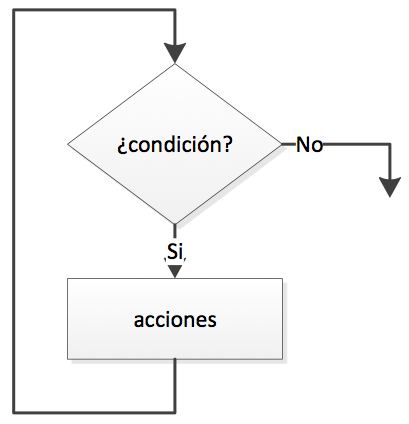 ¿condición?
No
Si
acciones